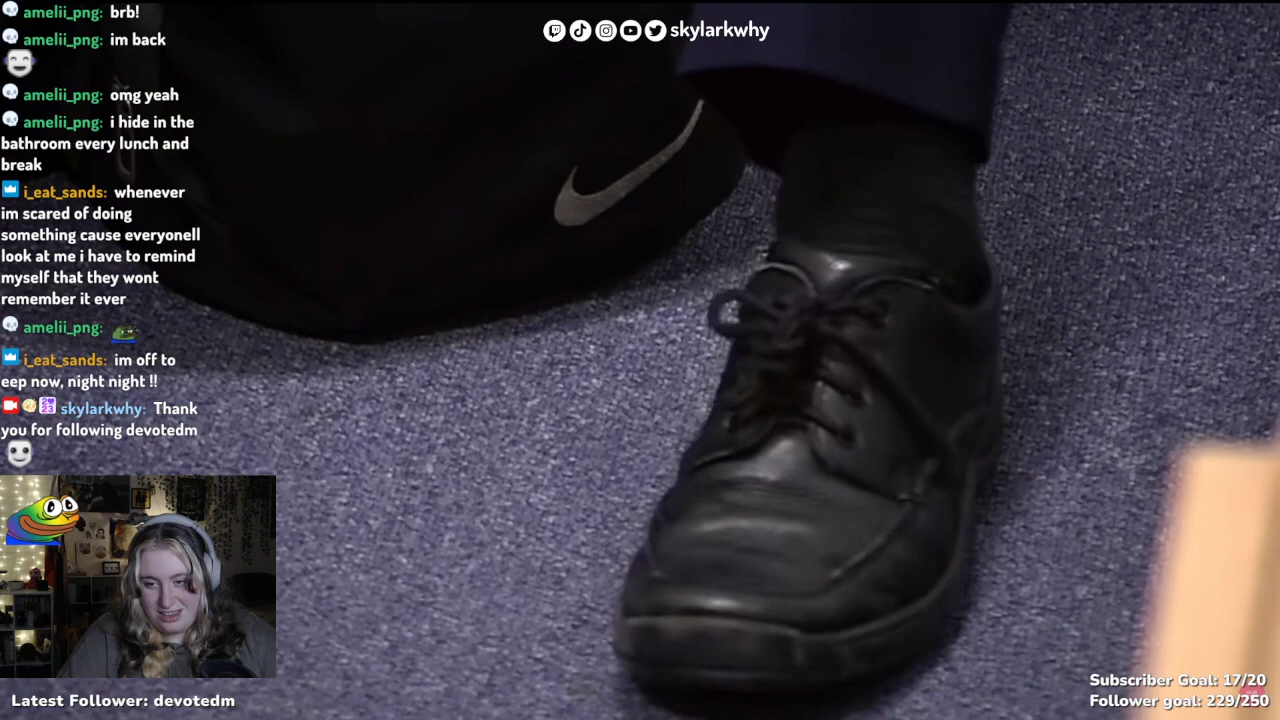 skylarkwhy
amelii_png: brb!
amelii_png: im back
amelii_png: omg yeah
amelii_png: i hide in the
bathroom every lunch and
break
i_eat_sands: whenever
im scared of doing
something cause everyonell
look at me i have to remind
myself that they wont
remember it ever
amelii_png:
i_eat_sands: im off to
eep now, night night !!
skylarkwhy: Thank
you for following devotedm
Latest Follower: devotedm
Subscriber Goal: 17/20
Follower goal: 229/250